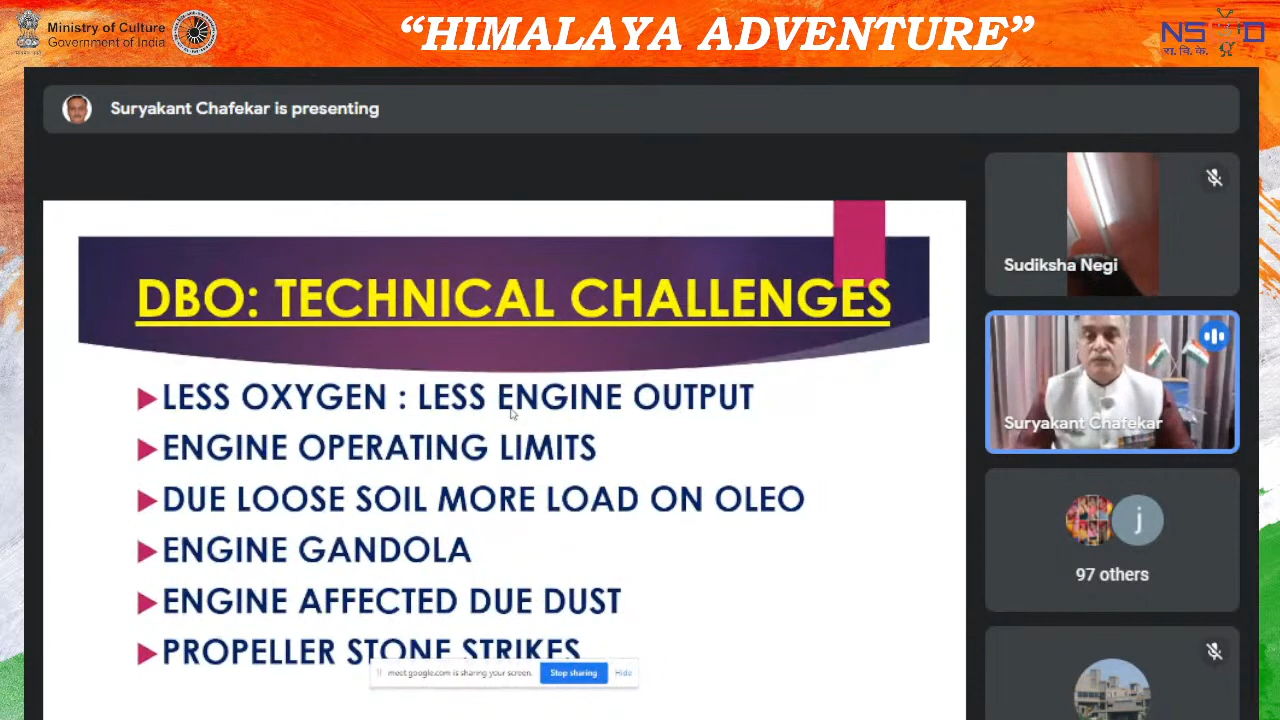 Ministry of Culture
Government of India
“HIMALAYA ADVENTURE”
NS D
रा. वि. के.
Suryakant Chafekar is presenting
Sudiksha Negi
DBO: TECHNICAL CHALLENGES
Suryakant Chafekar
LESS OXYGEN : LESS ENGINE OUTPUT
ENGINE OPERATING LIMITS
DUE LOOSE SOIL MORE LOAD ON OLEO
j
ENGINE GANDOLA
97 others
ENGINE AFFECTED DUE DUST
PROPELLER STONE STRIKES
meet.google.com is sharing your screen.
Stop sharing
Hide